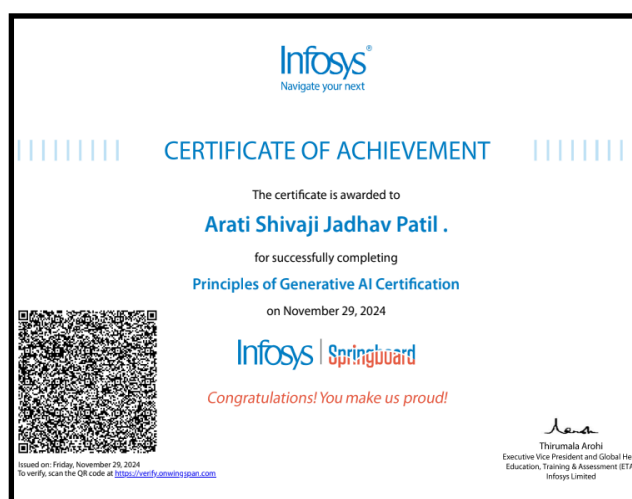 Infosys®
Navigate your next
CERTIFICATE OF ACHIEVEMENT
The certificate is awarded to
Arati Shivaji Jadhav Patil .
for successfully completing
Principles of Generative AI Certification
on November 29, 2024
Infosys | Springboard
Congratulations! You make us proud!
Issued on: Friday, November 29, 2024
To verify, scan the QR code at https://verify.onwingspan.com
Thirumala Arohi
Executive Vice President and Global He
Education, Training & Assessment (ETA
Infosys Limited